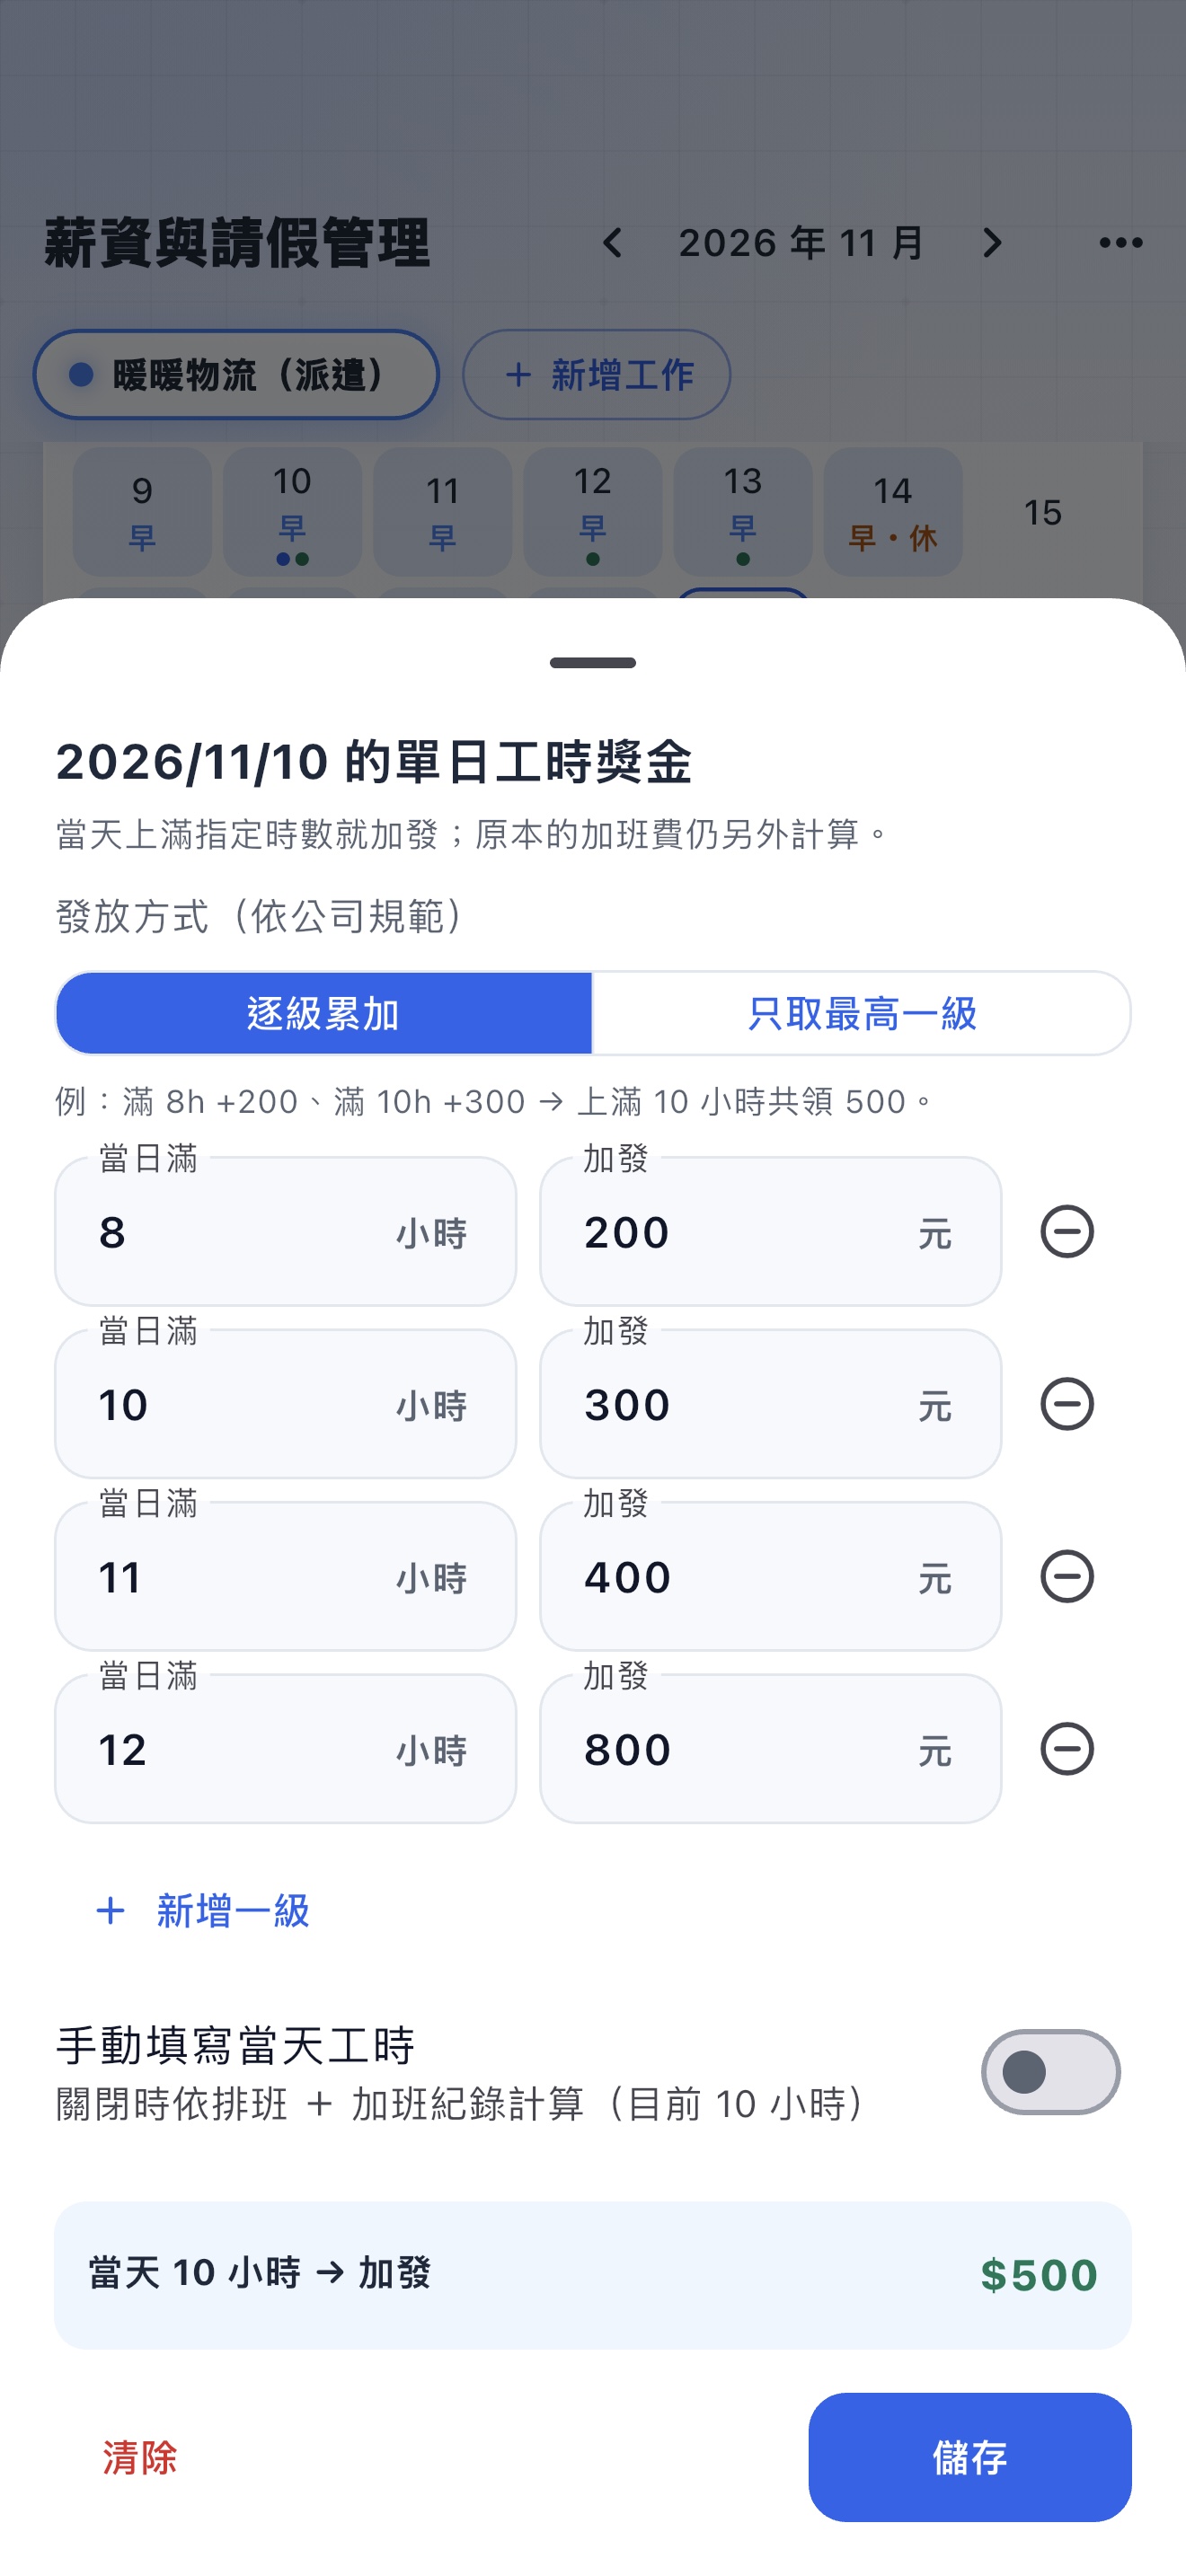 薪資與請假管理
2026 年 11 月
暖暖物流（派遣）
+ 新增工作
9 10 11 12 13 14 15
早 早 早 早 早 早・休
2026/11/10 的單日工時獎金
當天上滿指定時數就加發；原本的加班費仍另外計算。
發放方式（依公司規範）
逐級累加 只取最高一級
例：滿 8h +200、滿 10h +300 → 上滿 10 小時共領 500。
當日滿 加發
8 小時 200 元
當日滿 加發
10 小時 300 元
當日滿 加發
11 小時 400 元
當日滿 加發
12 小時 800 元
+ 新增一級
手動填寫當天工時
關閉時依排班 ＋ 加班紀錄計算（目前 10 小時）
當天 10 小時 → 加發 $500
清除 儲存